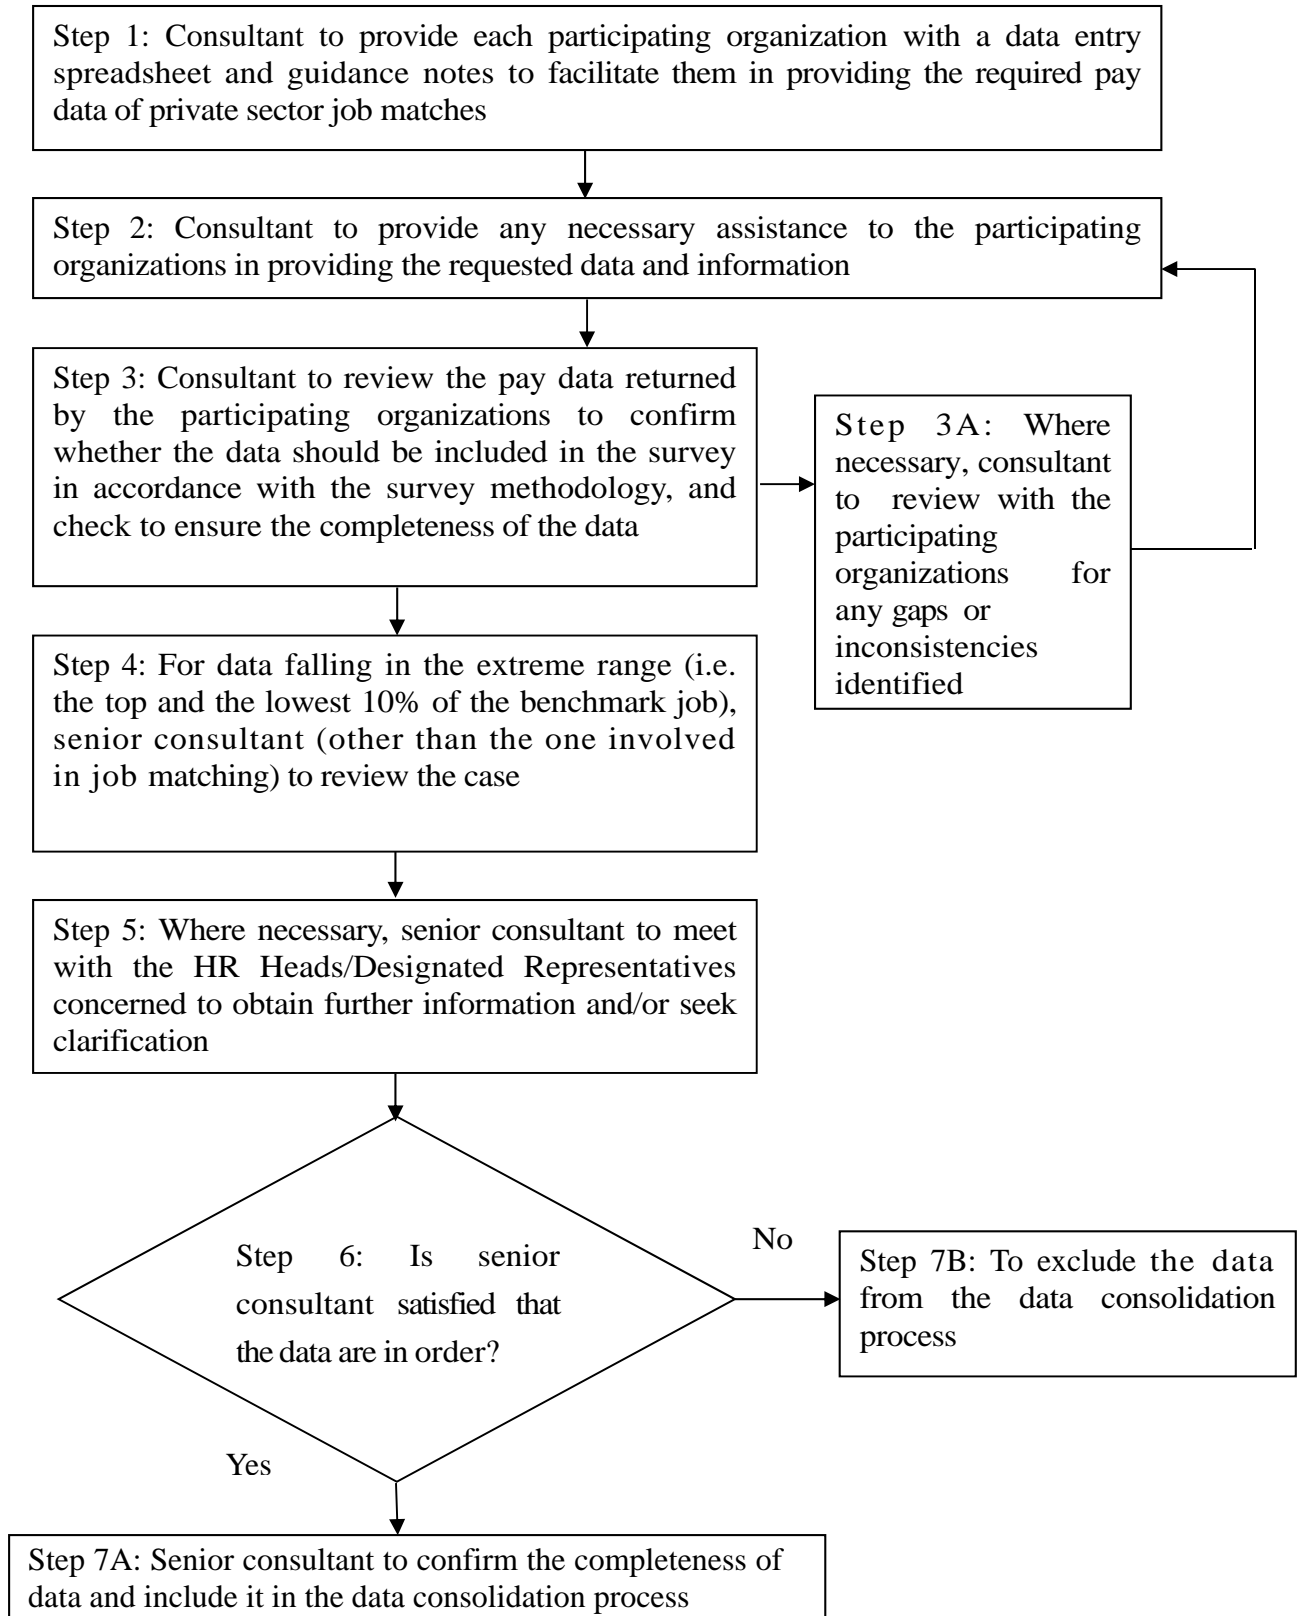 Step 1: Consultant to provide each participating organization with a data entry
spreadsheet and guidance notes to facilitate them in providing the required pay
data of private sector job matches
Step 2: Consultant to provide any necessary assistance to the participating
organizations in providing the requested data and information
Step 3: Consultant to review the pay data returned
by the participating organizations to confirm
whether the data should be included in the survey
in accordance with the survey methodology, and
check to ensure the completeness of the data
Step 3A: Where
necessary, consultant
to review with the
participating
organizations for
any gaps or
inconsistencies
identified
Step 4: For data falling in the extreme range (i.e.
the top and the lowest 10% of the benchmark job),
senior consultant (other than the one involved
in job matching) to review the case
Step 5: Where necessary, senior consultant to meet
with the HR Heads/Designated Representatives
concerned to obtain further information and/or seek
clarification
Step 6: Is senior
consultant satisfied that
the data are in order?
No
Step 7B: To exclude the data
from the data consolidation
process
Yes
Step 7A: Senior consultant to confirm the completeness of
data and include it in the data consolidation process